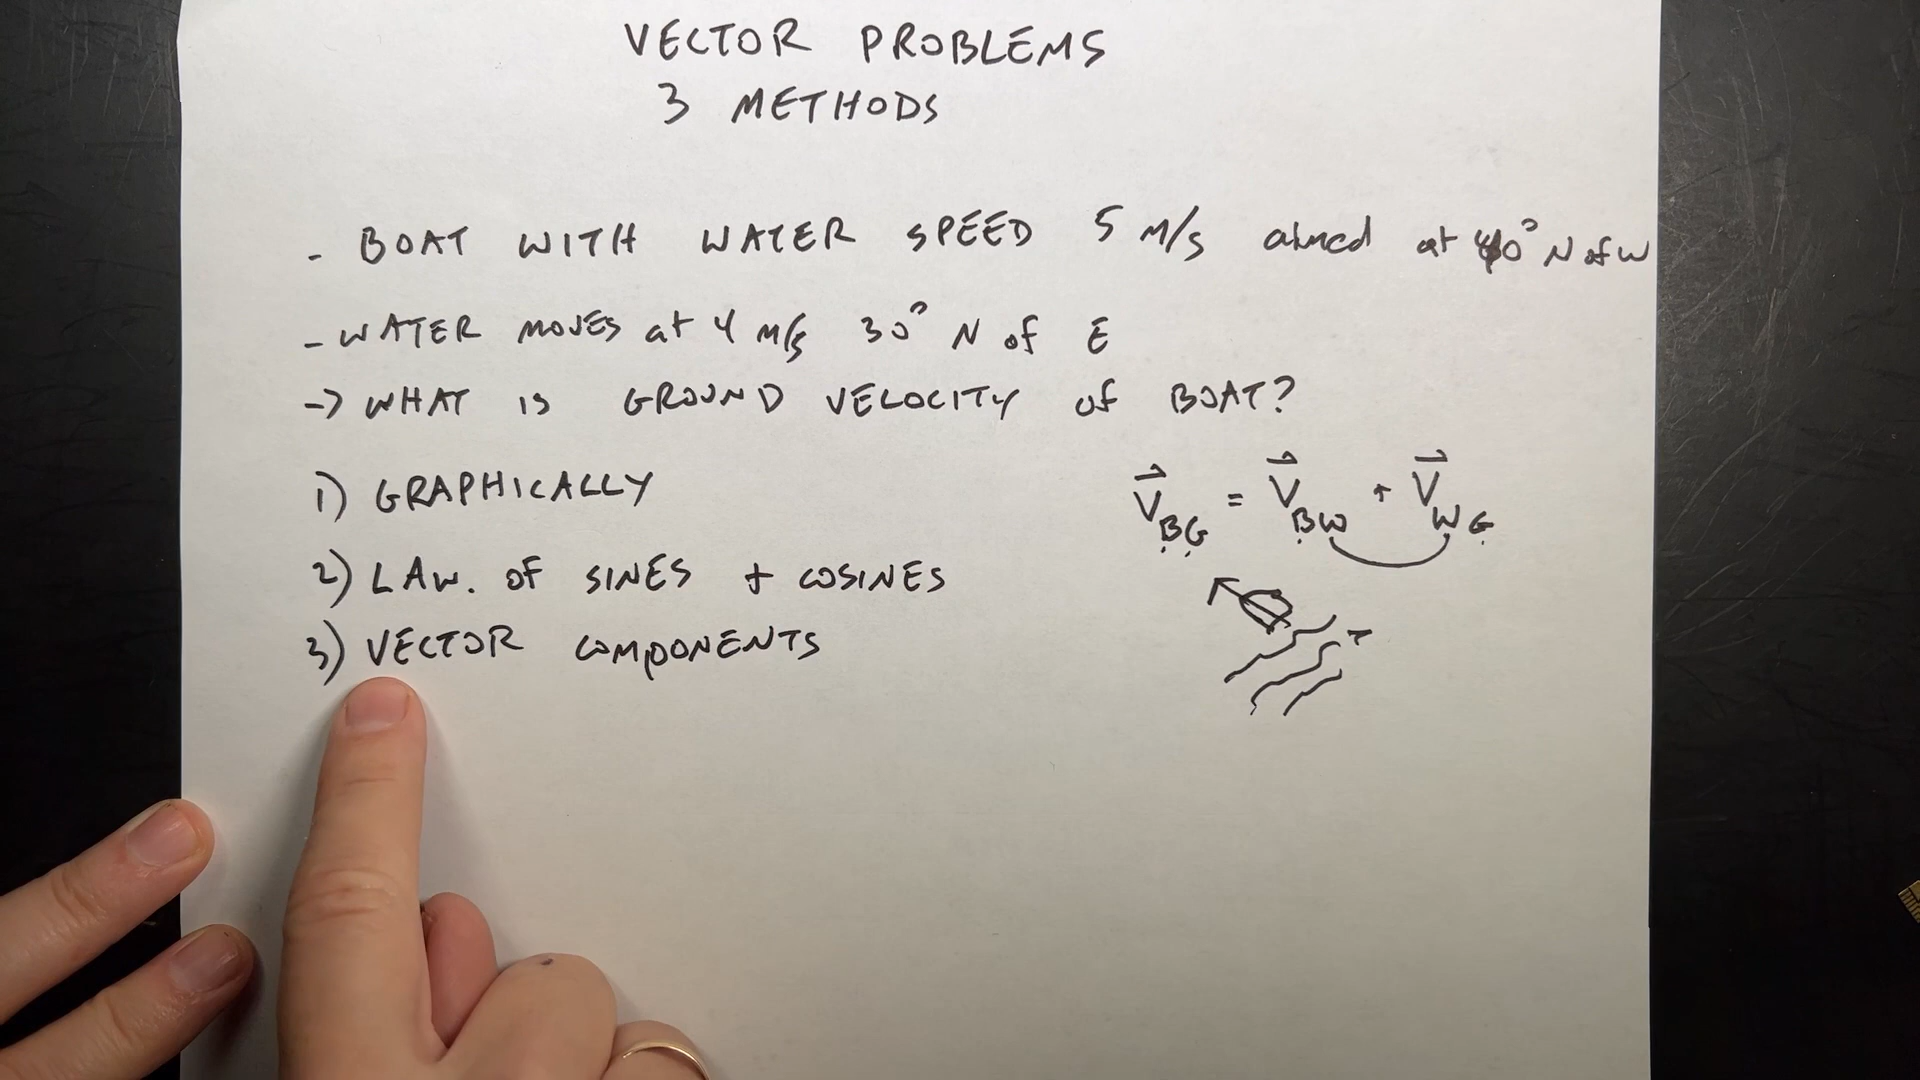 VECTOR PROBLEMS
3 METHODS
- BOAT WITH WATER SPEED 5 M/S aimed at 40° N of W
- WATER MOVES at 4 M/S 30° N of E
-> WHAT IS GROUND VELOCITY of BOAT?
1) GRAPHICALLY
V⃗BG = V⃗BW + V⃗WG
2) LAW. OF SINES + COSINES
3) VECTOR COMPONENTS